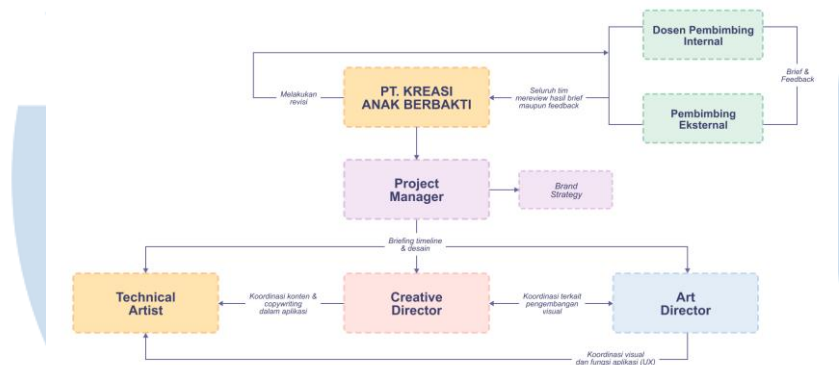 Dosen Pembimbing
Internal
Brief &
Feedback
Melakukan
revisi
PT. KREASI
ANAK BERBAKTI
Seluruh tim
mereview hasil brief
maupun feedback
Pembimbing
Eksternal
Project
Manager
Brand
Strategy
Briefing timeline
& desain
Technical
Artist
Koordinasi konten &
copywriting
dalam aplikasi
Creative
Director
Koordinasi terkait
pengembangan
visual
Art
Director
Koordinasi visual
dan fungsi aplikasi (UX)